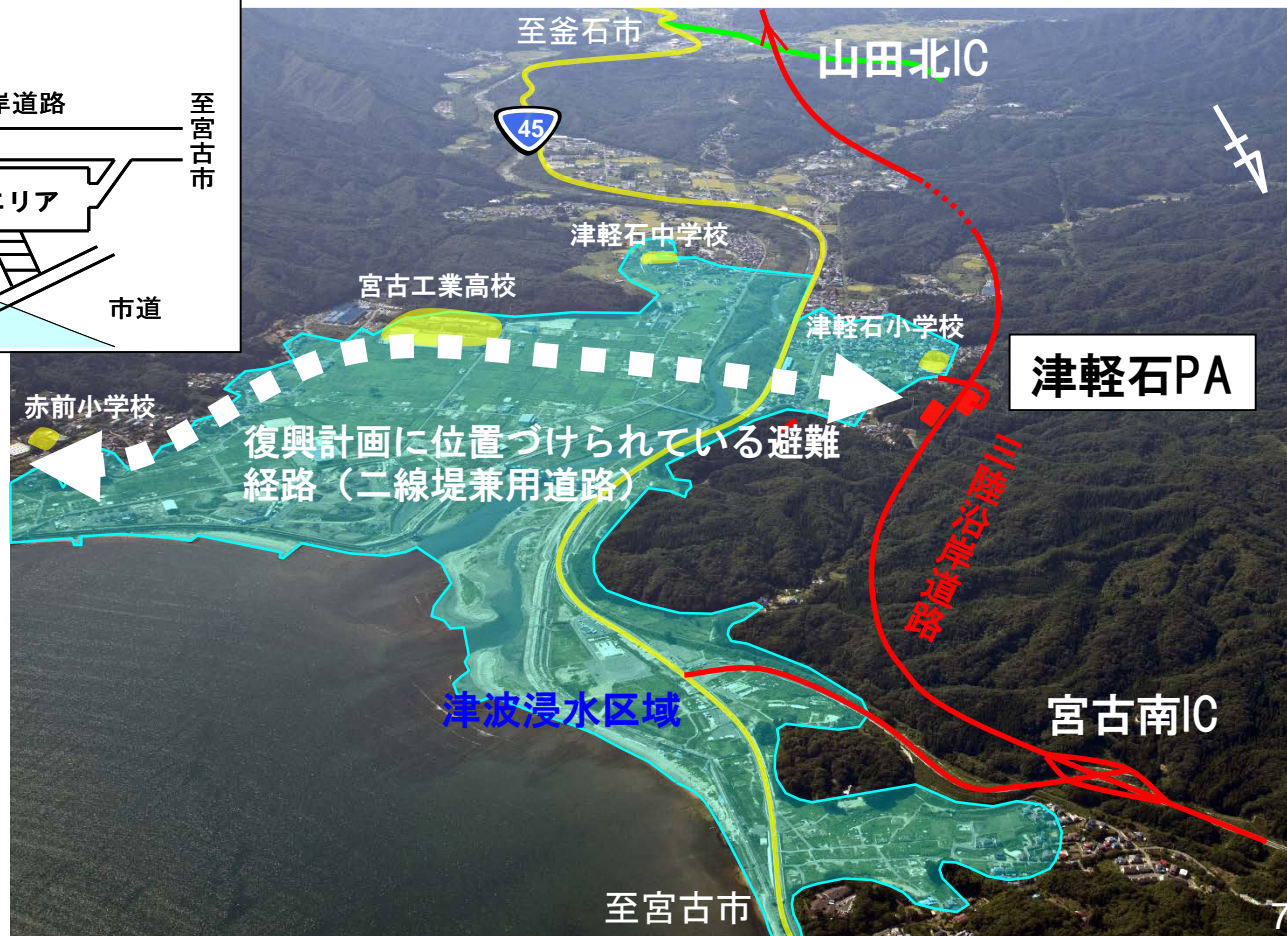 岸道路
至宮古市
エリア
市道
至釜石市
山田北IC
45
津軽石中学校
宮古工業高校
津軽石小学校
津軽石PA
赤前小学校
復興計画に位置づけられている避難
経路（二線堤兼用道路）
三陸沿岸道路
津波浸水区域
宮古南IC
至宮古市
7